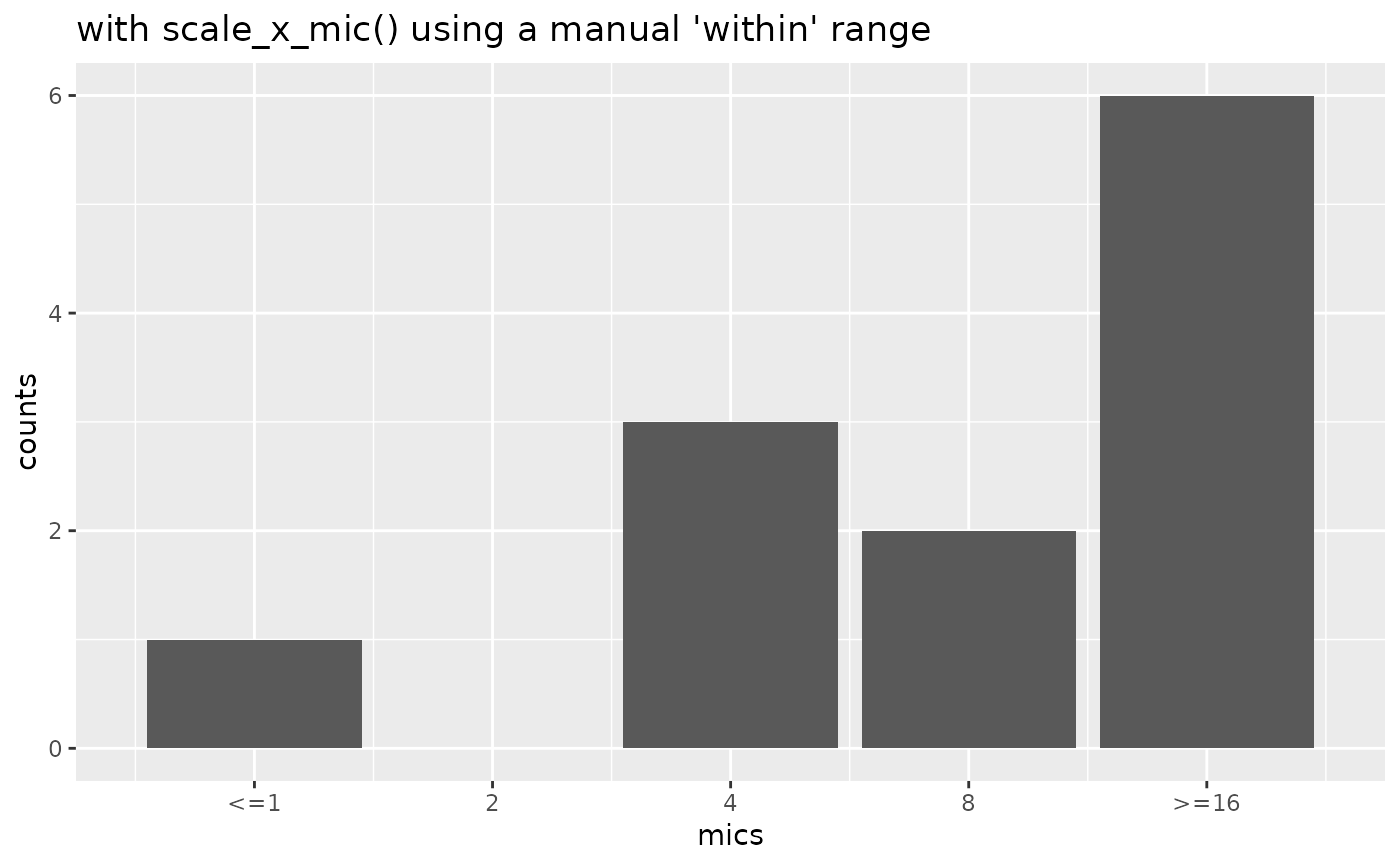 with scale_x_mic() using a manual 'within' range
6
4
2
0
counts
<=1 2 4 8 >=16
mics